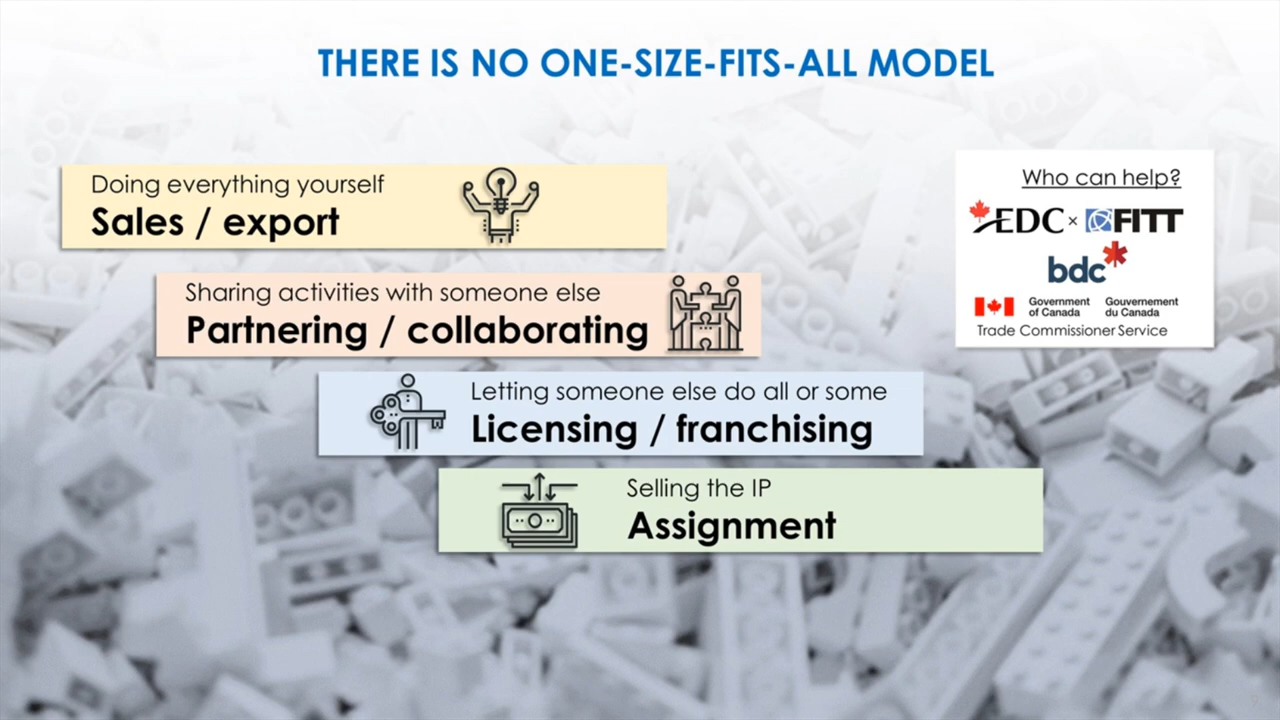 THERE IS NO ONE-SIZE-FITS-ALL MODEL
Doing everything yourself
Sales / export
Sharing activities with someone else
Partnering / collaborating
Letting someone else do all or some
Licensing / franchising
Selling the IP
Assignment
Who can help?
EDC × FITT
bdc
Government of Canada
Gouvernement du Canada
Trade Commissioner Service